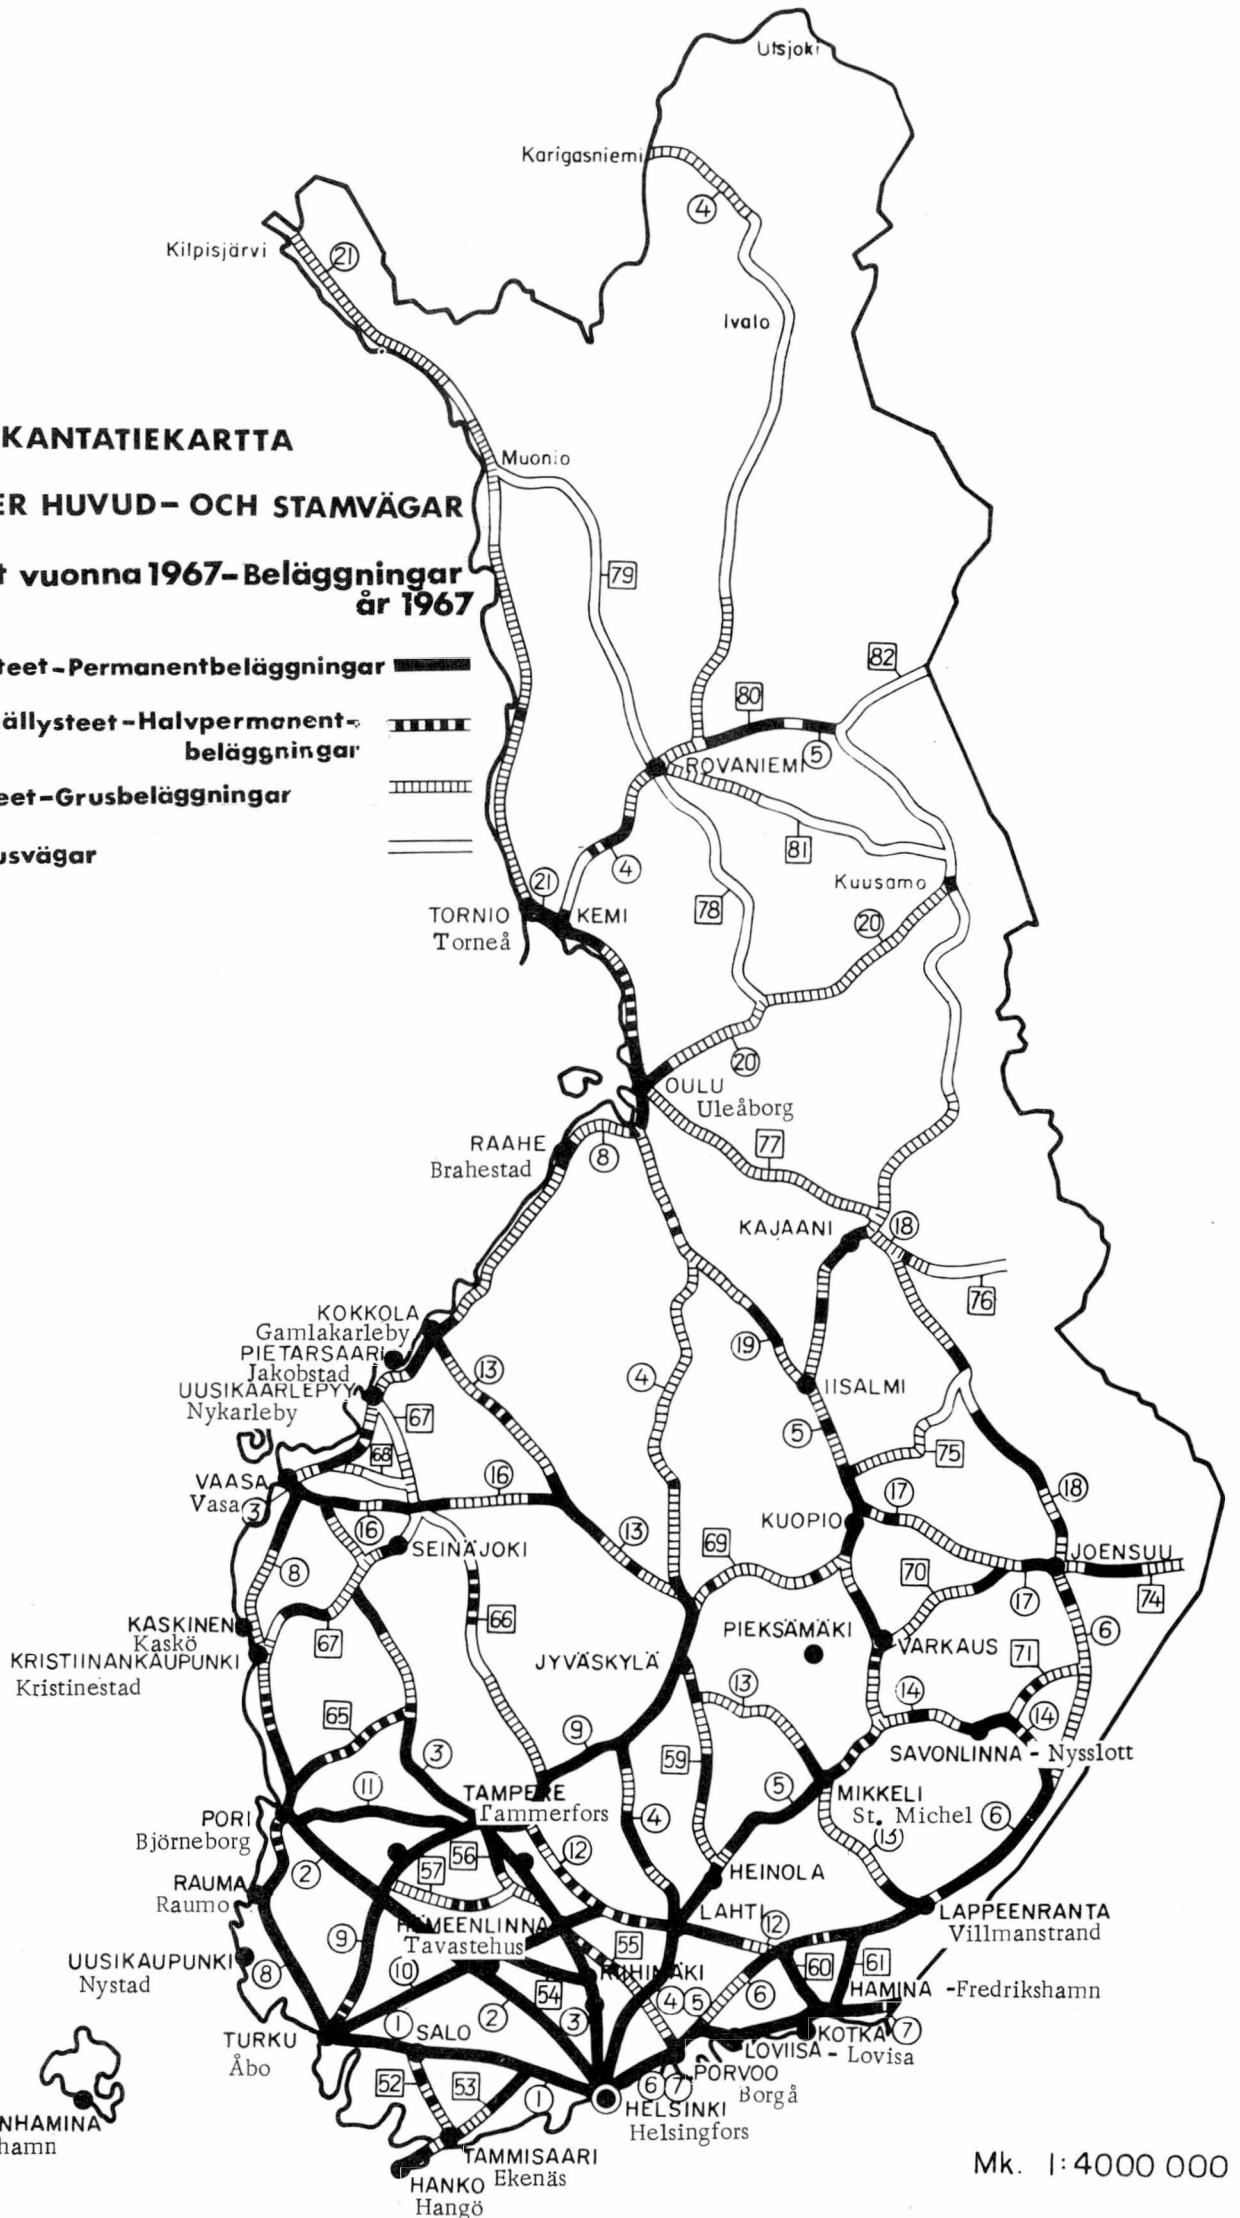 Utsjoki
Karigasniemi
4
Kilpisjärvi
21
Ivalo
KANTATIEKARTTA
ER HUVUD- OCH STAMVÄGAR
t vuonna 1967-Beläggningar
år 1967
teet-Permanentbeläggningar
ällysteet-Halvpermanent-
beläggningar
eet-Grusbeläggningar
usvägar
Muonio
79
82
80
5
ROVANIEMI
81
4
Kuusamo
21
78
20
TORNIO
Torneå
KEMI
20
OULU
Uleåborg
77
RAAHE
Brahestad
8
KAJAANI
18
76
KOKKOLA
Gamlakarleby
PIETARSAARI
Jakobstad
UUSIKAARLEPYY
Nykarleby
13
19
4
IISALMI
67
5
75
68
VAASA
Vasa
3
16
16
17
18
KUOPIO
13
SEINÄJOKI
69
JOENSUU
8
70
17
74
KASKINEN
Kaskö
66
PIEKSÄMÄKI
VARKAUS
6
KRISTIINANKAUPUNKI
Kristinestad
67
JYVÄSKYLÄ
71
13
14
14
65
9
59
SAVONLINNA - Nysslott
3
11
TAMPERE
Tammerfors
5
MIKKELI
St. Michel
6
PORI
Björneborg
4
13
2
56
12
57
HEINOLA
RAUMA
Raumo
LAHTI
12
LAPPEENRANTA
Villmanstrand
HÄMEENLINNA
Tavastehus
9
55
60
61
UUSIKAUPUNKI
Nystad
8
10
RIIHIMÄKI
6
HAMINA -Fredrikshamn
54
4
5
1
2
3
TURKU
Åbo
SALO
KOTKA
7
LOVIISA - Lovisa
52
53
1
6
7
PORVOO
Borgå
HELSINKI
Helsingfors
NHAMINA
hamn
TAMMISAARI
Ekenäs
HANKO
Hangö
Mk. 1:4000 000